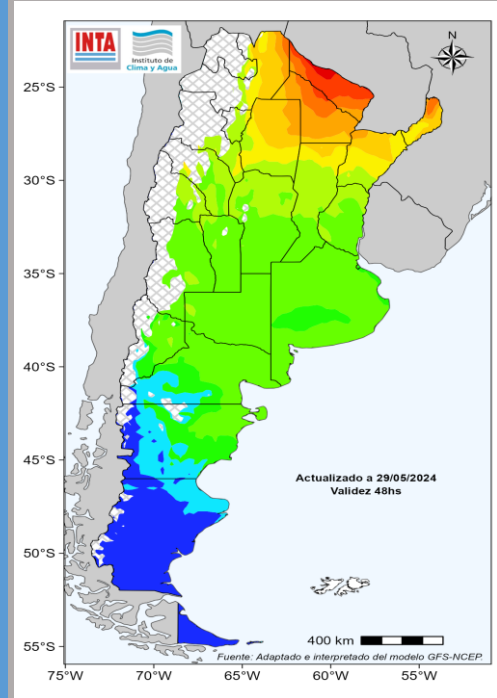 INTA
Instituto de
Clima y Agua
N
25°S
30°S
35°S
40°S
45°S
50°S
55°S
Actualizado a 29/05/2024
Validez 48hs
400 km
Fuente: Adaptado e interpretado del modelo GFS-NCEP.
75°W
70°W
65°W
60°W
55°W